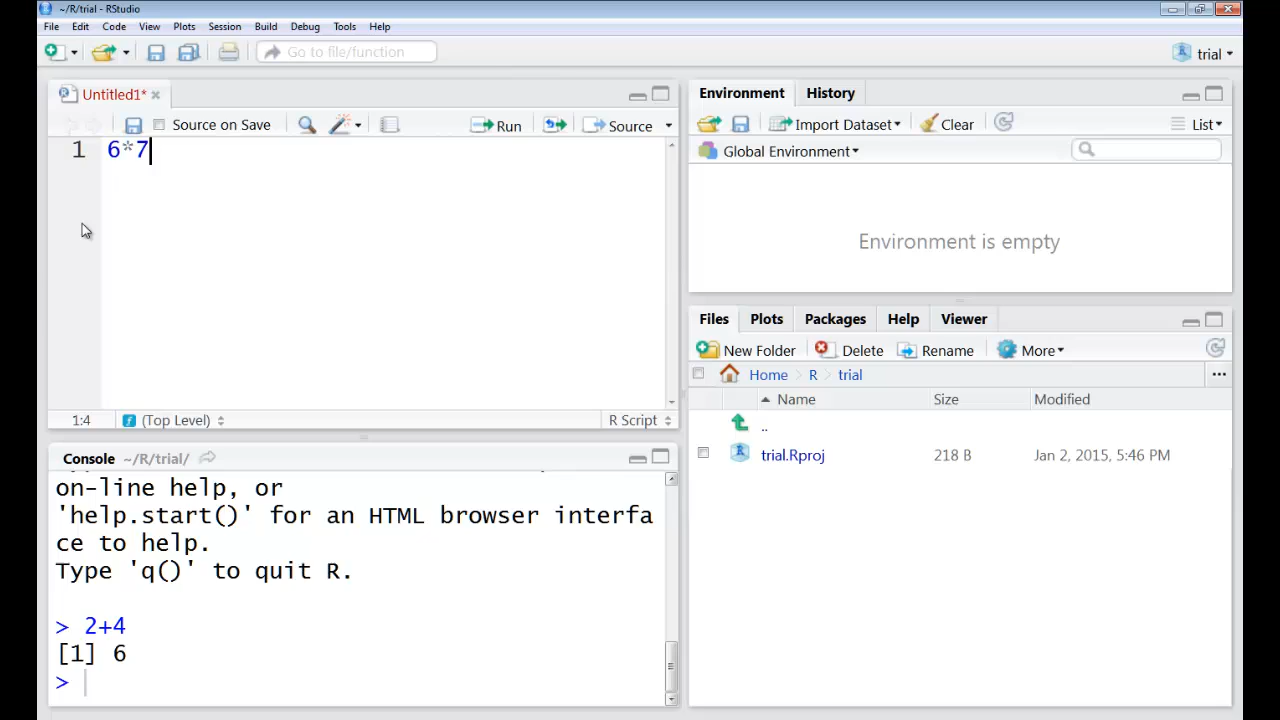 ~/R/trial - RStudio
File Edit Code View Plots Session Build Debug Tools Help
Go to file/function
trial
Untitled1*
Source on Save
Run
Source
1 6*7
1:4
(Top Level)
R Script
Console ~/R/trial/
on-line help, or
'help.start()' for an HTML browser interfa
ce to help.
Type 'q()' to quit R.
> 2+4
[1] 6
>
Environment History
Import Dataset
Clear
List
Global Environment
Environment is empty
Files Plots Packages Help Viewer
New Folder Delete Rename More
Home R trial
...
Name Size Modified
..
trial.Rproj 218 B Jan 2, 2015, 5:46 PM